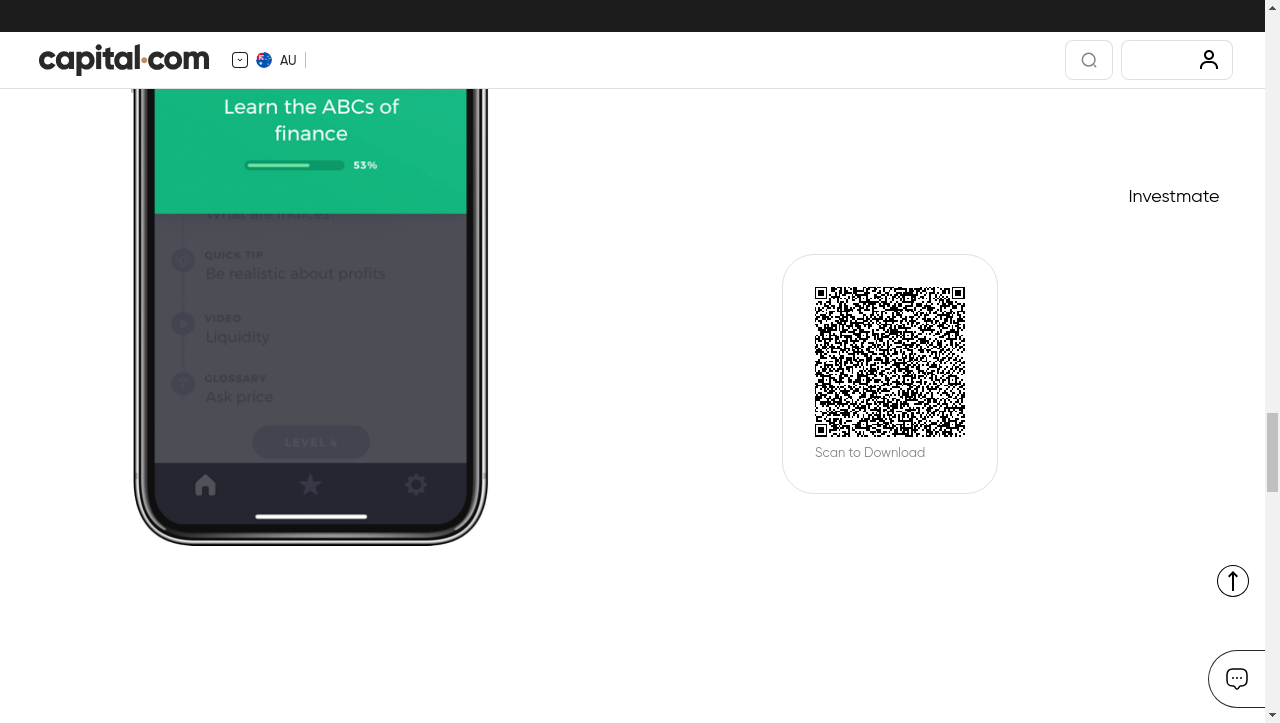 capital.com
AU
Learn the ABCs of
finance
53%
What are indices?
QUICK TIP
Be realistic about profits
VIDEO
Liquidity
GLOSSARY
Ask price
LEVEL 4
Investmate
Scan to Download